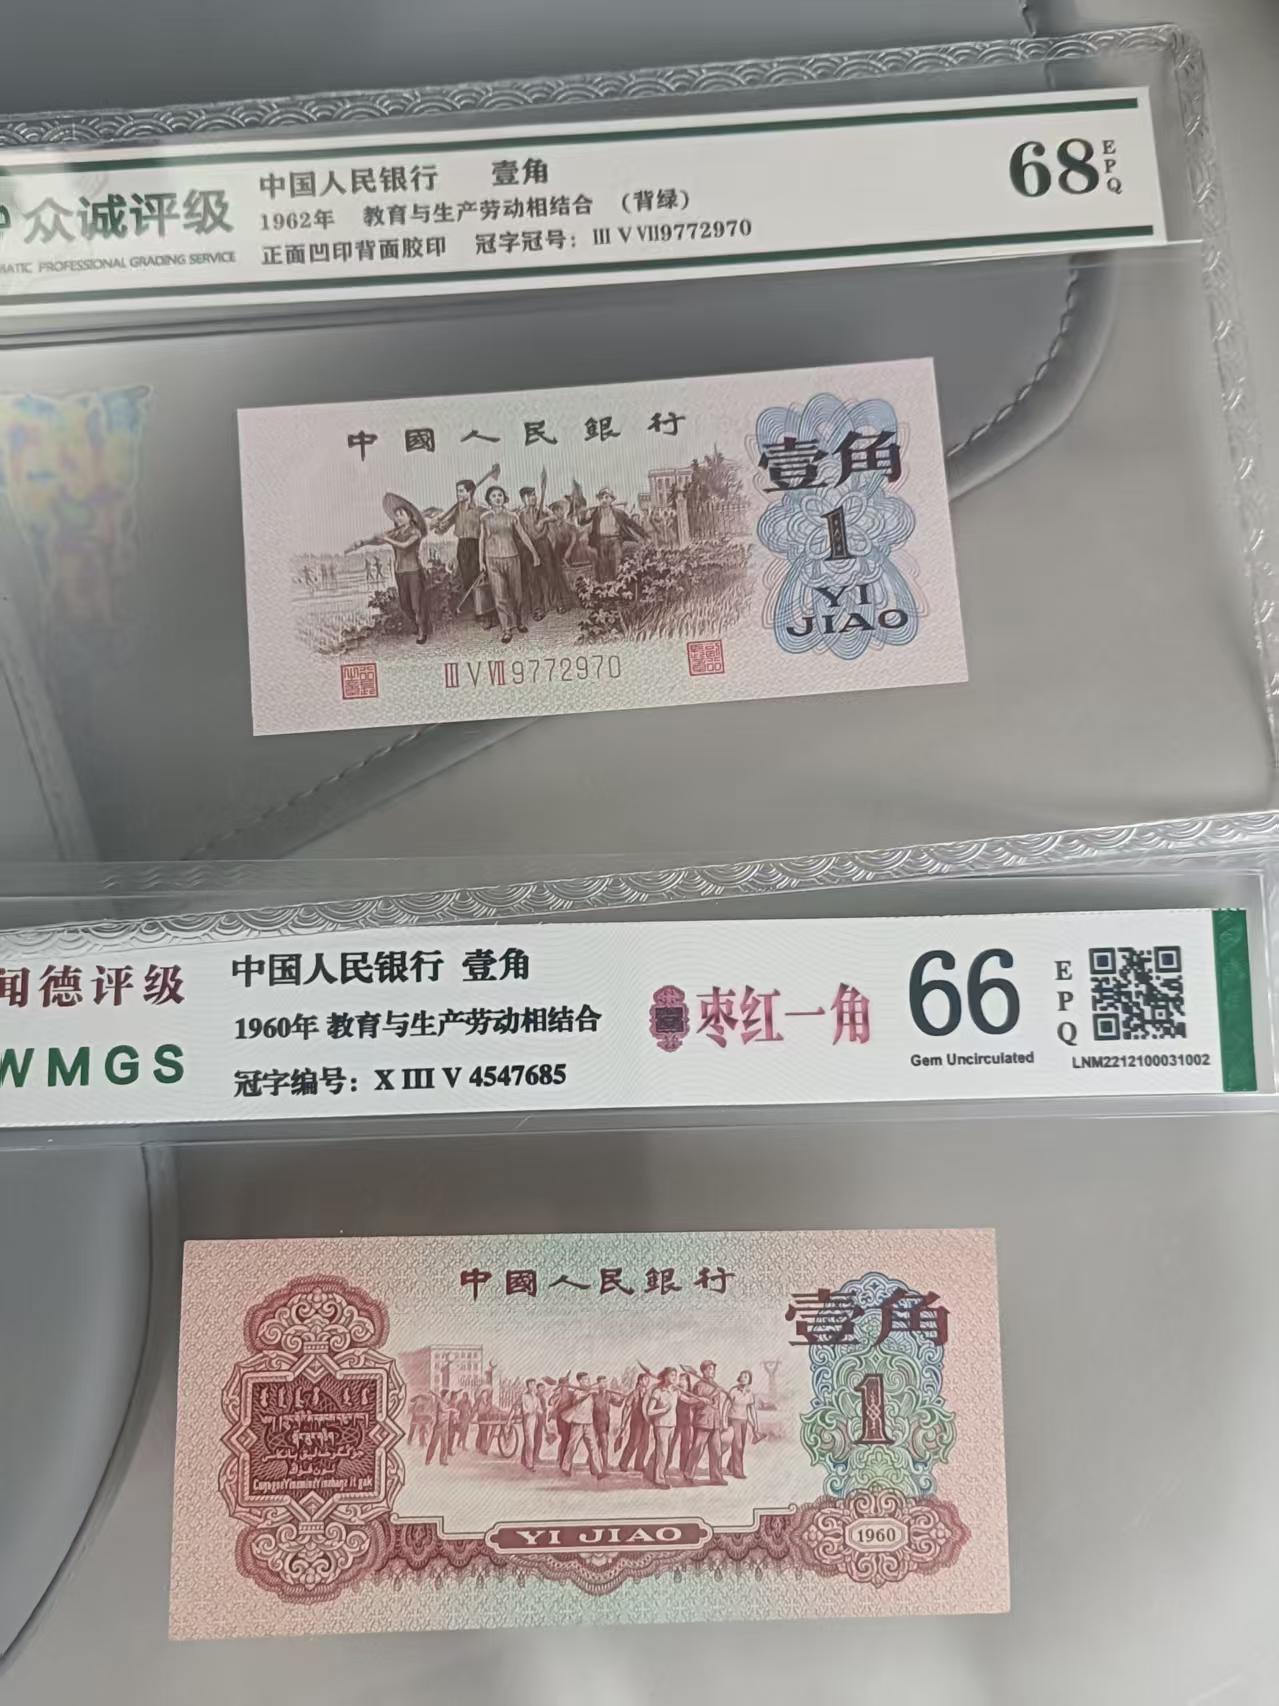 众诚评级
MATIC PROFESSIONAL GRADING SERVICE
中国人民银行 壹角
1962年 教育与生产劳动相结合 （背绿）
正面凹印背面胶印 冠字冠号：III V VII9772970
68
EPQ
中國人民銀行
壹角
1
YI
JIAO
III V VII 9772970
闻德评级
WMGS
中国人民银行 壹角
1960年 教育与生产劳动相结合
冠字编号：X III V 4547685
枣红一角
66
EPQ
Gem Uncirculated
LNM2212100031002
中國人民銀行
壹角
1
YI JIAO
1960